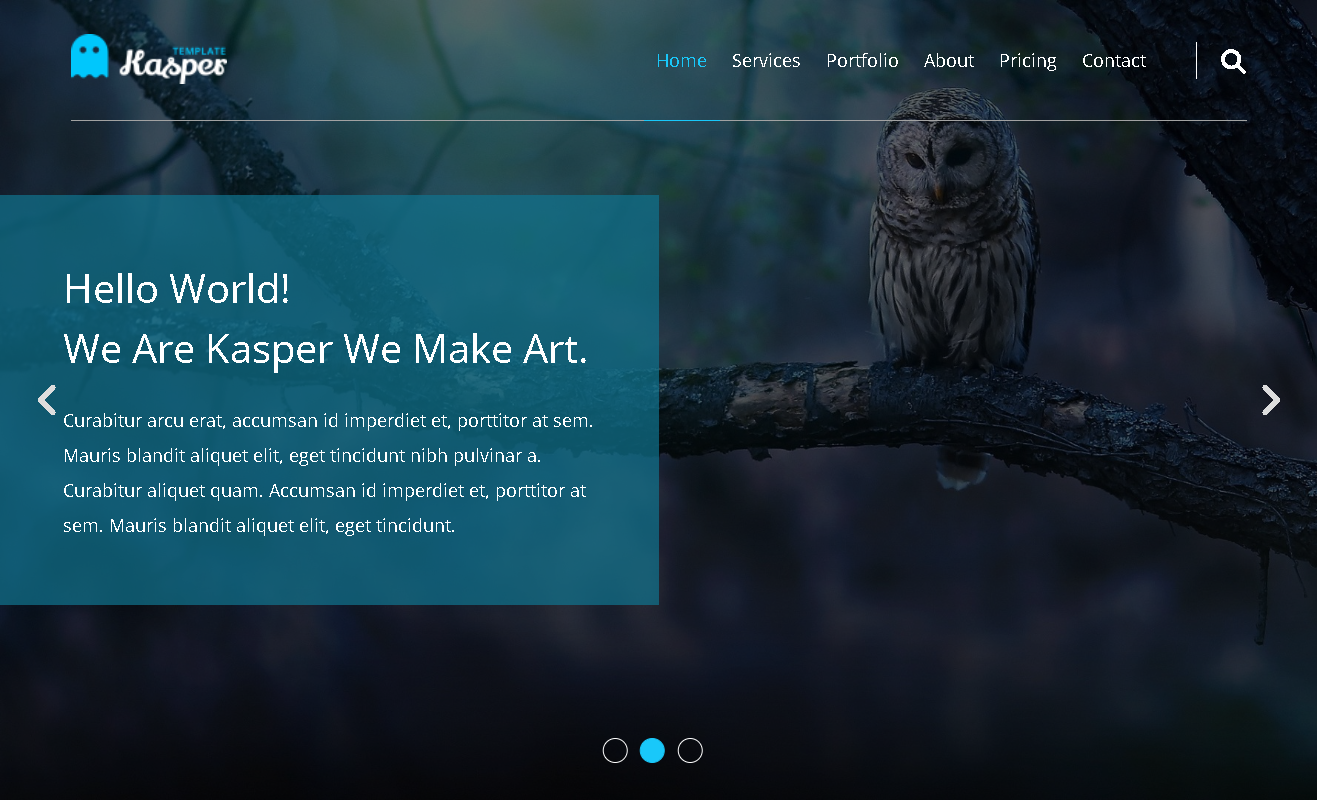 TEMPLATE
Kasper
Home Services Portfolio About Pricing Contact
Hello World!
We Are Kasper We Make Art.
Curabitur arcu erat, accumsan id imperdiet et, porttitor at sem.
Mauris blandit aliquet elit, eget tincidunt nibh pulvinar a.
Curabitur aliquet quam. Accumsan id imperdiet et, porttitor at
sem. Mauris blandit aliquet elit, eget tincidunt.